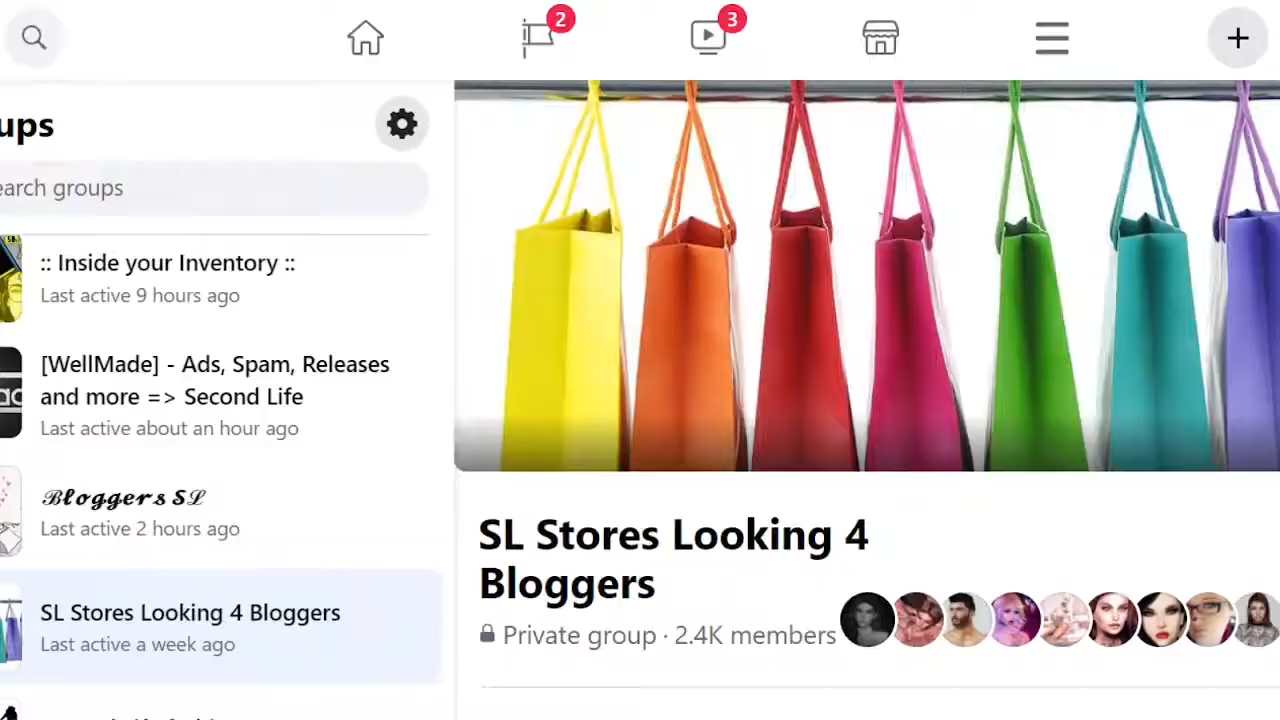 2
3
ups
earch groups
:: Inside your Inventory ::
Last active 9 hours ago
[WellMade] - Ads, Spam, Releases
and more => Second Life
Last active about an hour ago
𝓑𝓵𝓸𝓰𝓰𝓮𝓻𝓼 𝑺𝓛
Last active 2 hours ago
SL Stores Looking 4 Bloggers
Last active a week ago
SL Stores Looking 4
Bloggers
Private group · 2.4K members